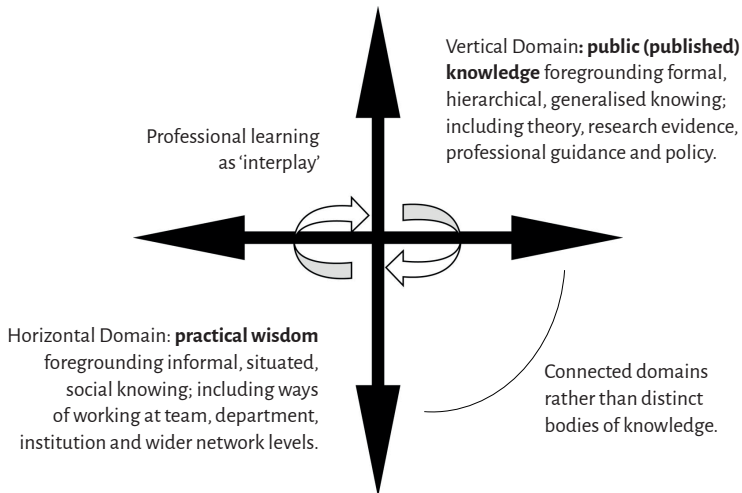 Vertical Domain: public (published)
knowledge foregrounding formal,
hierarchical, generalised knowing;
including theory, research evidence,
professional guidance and policy.
Professional learning
as ‘interplay’
Horizontal Domain: practical wisdom
foregrounding informal, situated,
social knowing; including ways
of working at team, department,
institution and wider network levels.
Connected domains
rather than distinct
bodies of knowledge.